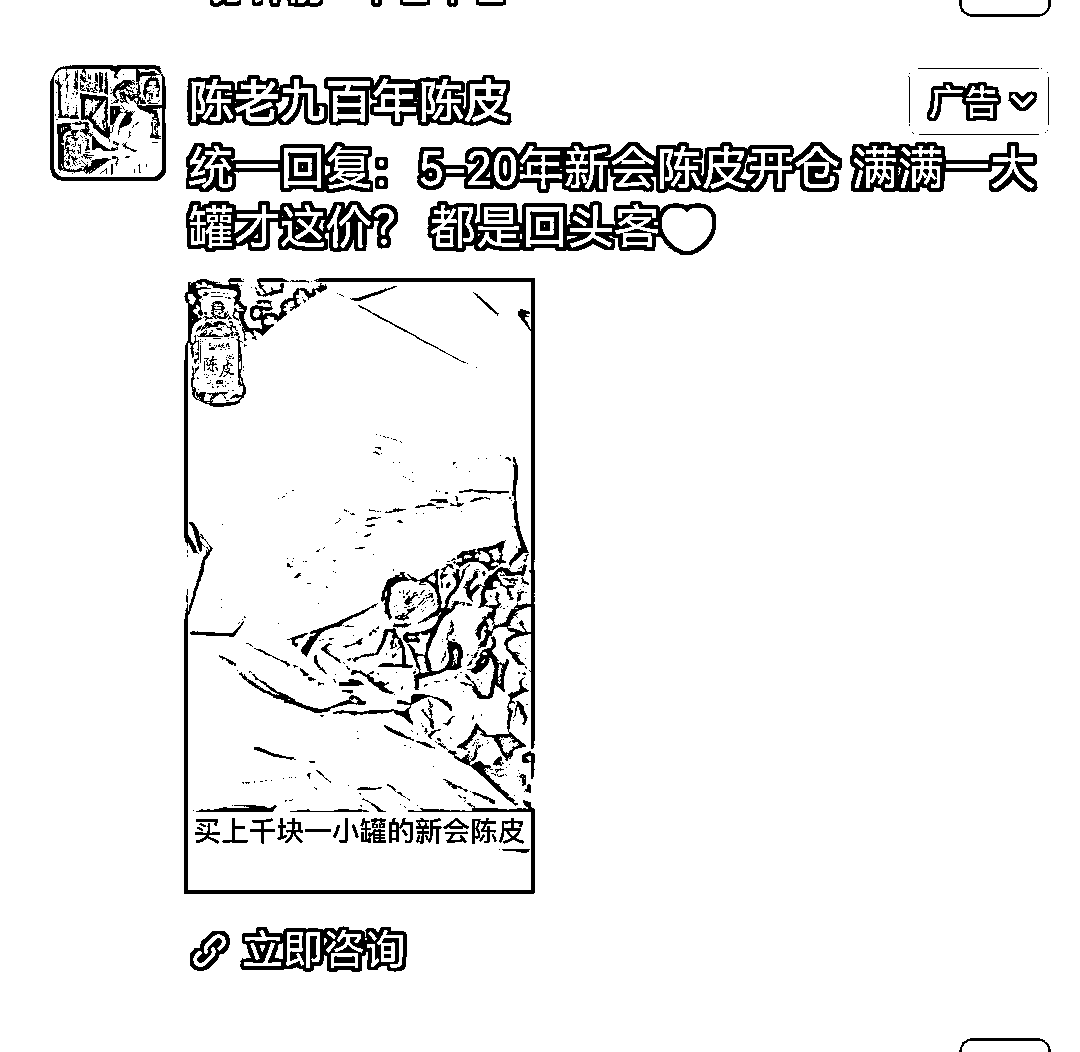 陈老九百年陈皮
广告
统一回复：5-20年新会陈皮开仓 满满一大
罐才这价？ 都是回头客
陈皮
买上千块一小罐的新会陈皮
立即咨询